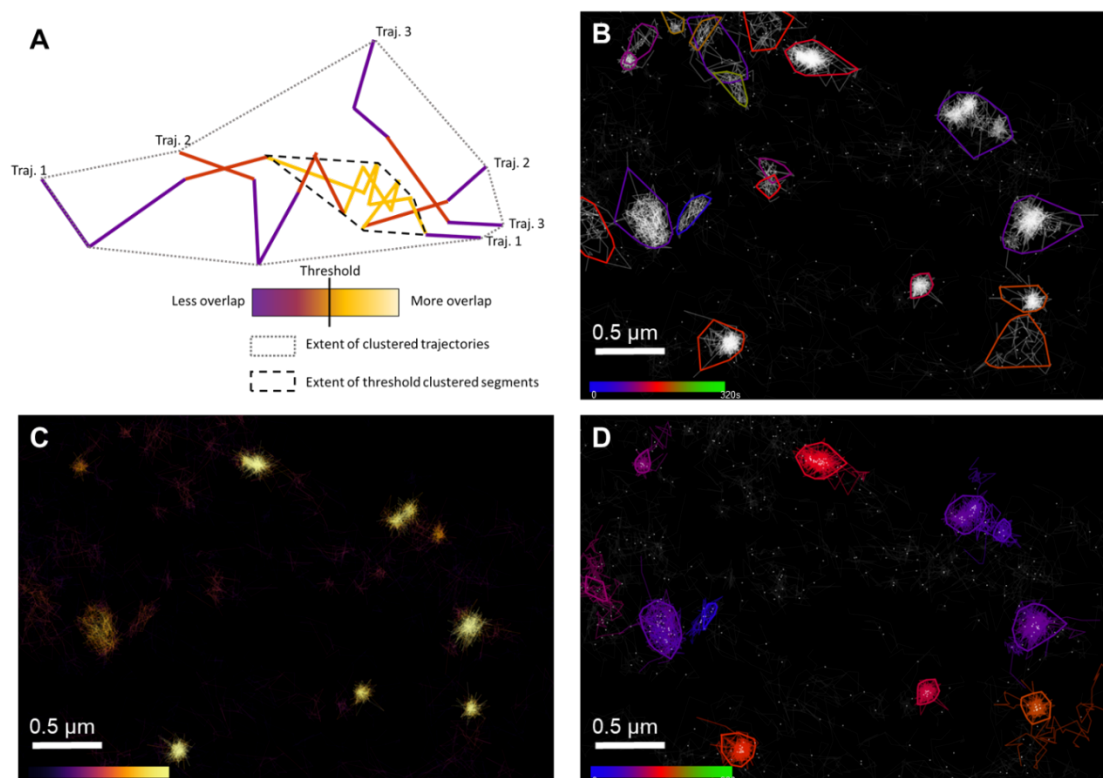 A
Traj. 3
Traj. 2
Traj. 1
Traj. 2
Traj. 3
Traj. 1
Threshold
Less overlap
More overlap
Extent of clustered trajectories
Extent of threshold clustered segments
B
0.5 µm
0
320s
C
0.5 µm
D
0.5 µm